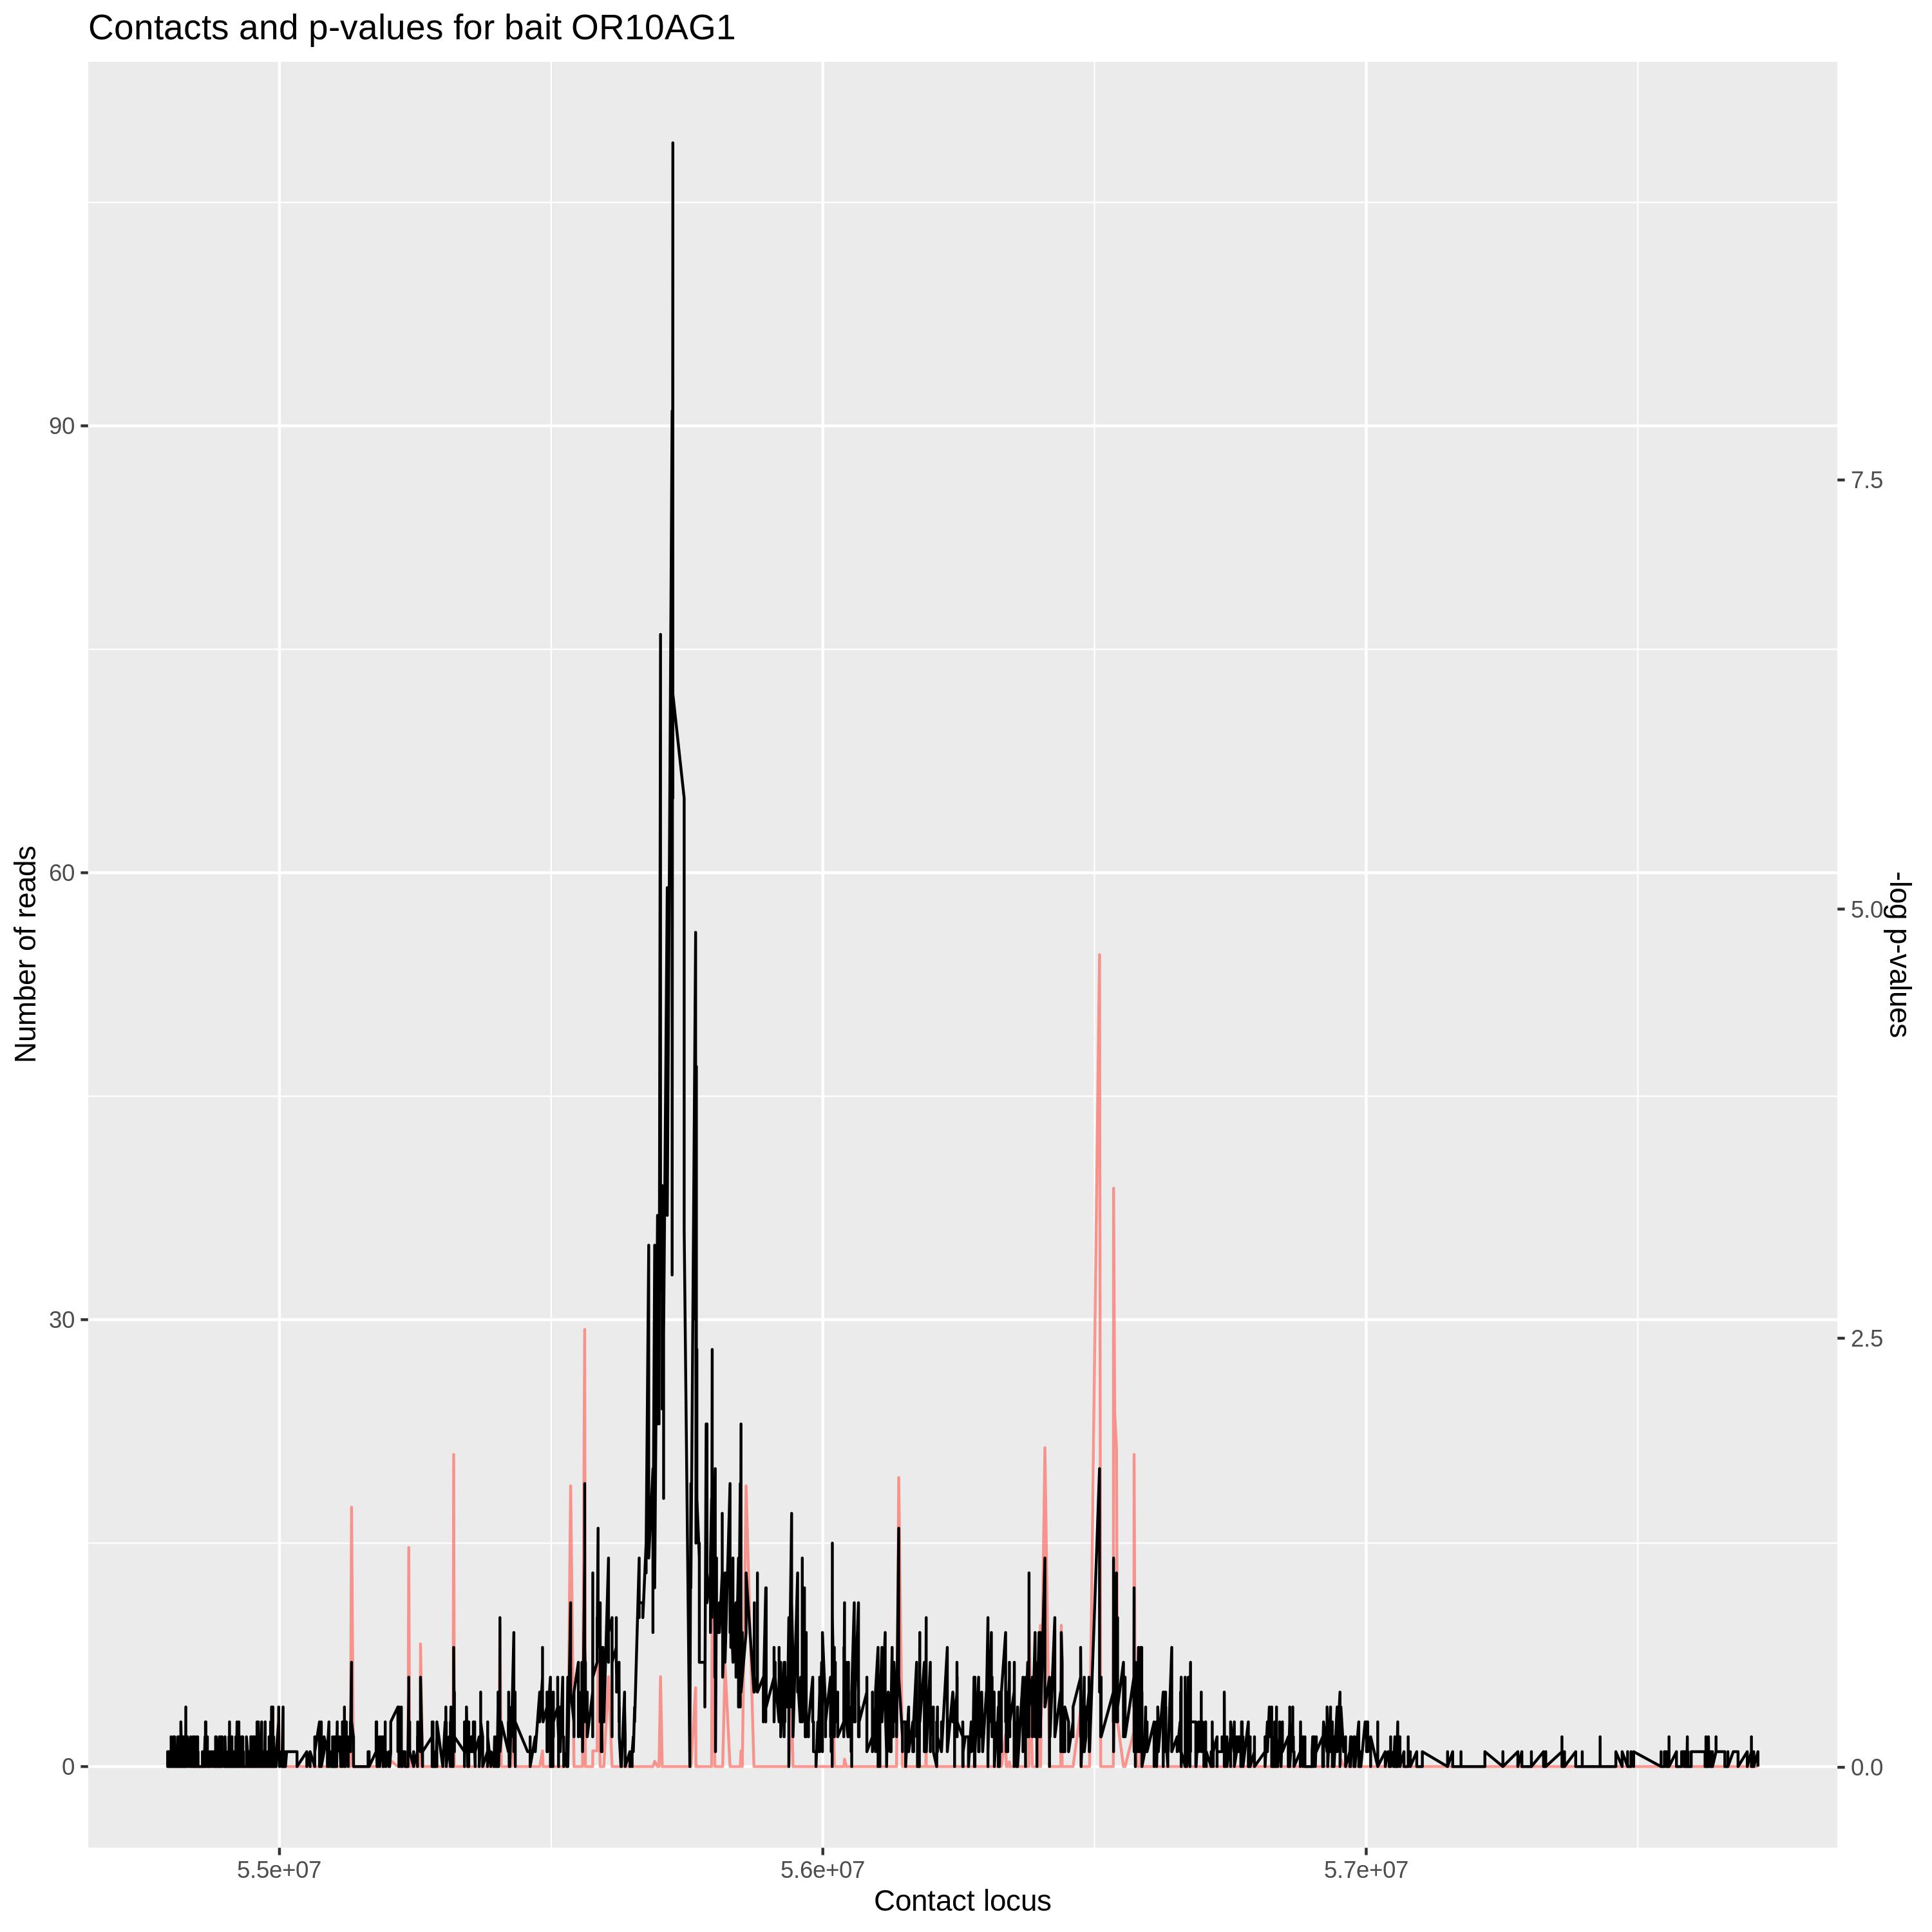 Contacts and p-values for bait OR10AG1
90
60
30
0
Number of reads
7.5
5.0
2.5
0.0
-log p-values
5.5e+07
5.6e+07
5.7e+07
Contact locus